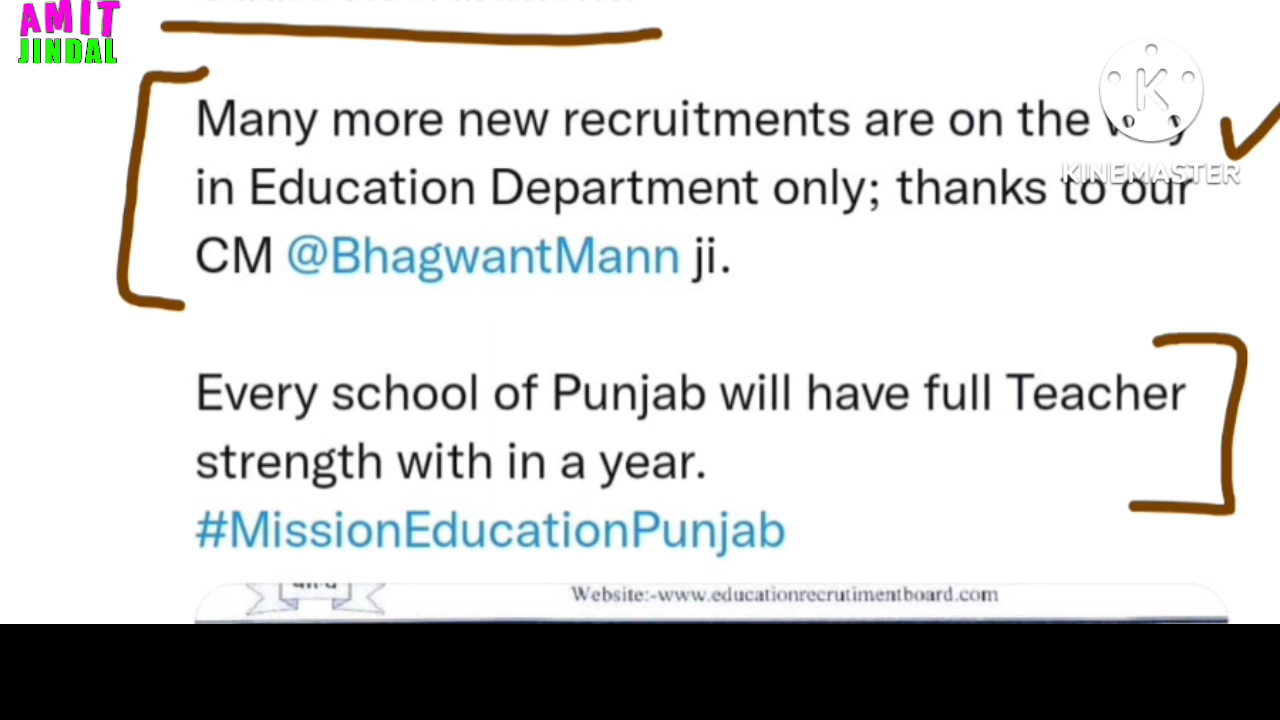 AMIT
JINDAL
Many more new recruitments are on the
KINEMASTER
in Education Department only; thanks to our
CM @BhagwantMann ji.
Every school of Punjab will have full Teacher
strength with in a year.
#MissionEducationPunjab
Website:-www.educationrecrutimentboard.com